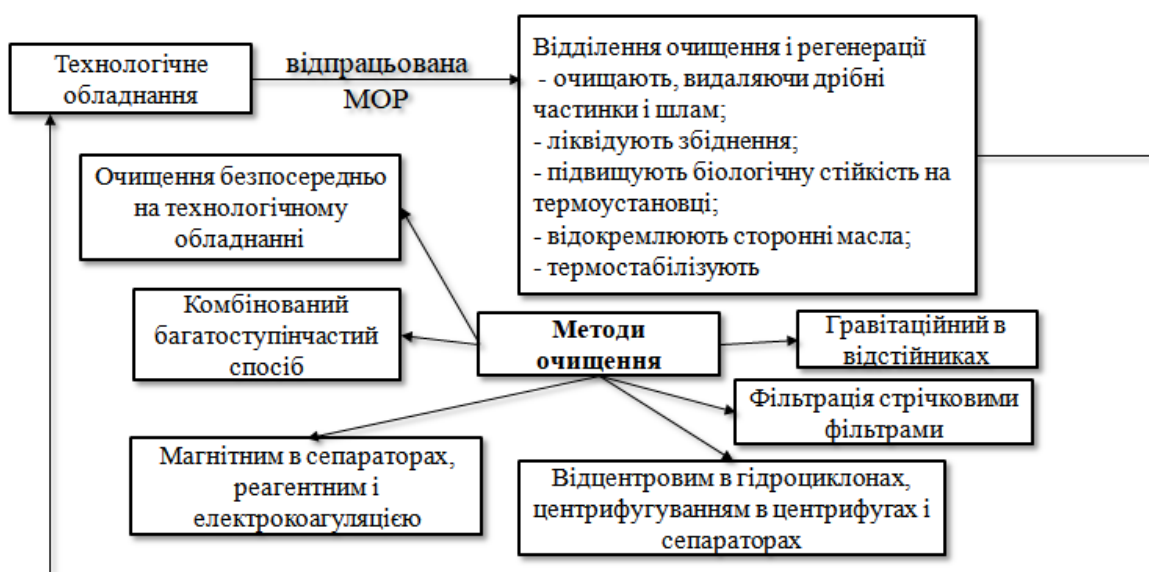 Технологічне
обладнання
відпрацьована
МОР
Відділення очищення і регенерації
- очищають, видаляючи дрібні
частинки і шлам;
- ліквідують збіднення;
- підвищують біологічну стійкість на
термоустановці;
- відокремлюють сторонні масла;
- термостабілізують
Очищення безпосередньо
на технологічному
обладнанні
Комбінований
багатоступінчастий
спосіб
Методи
очищення
Гравітаційний в
відстійниках
Фільтрація стрічковими
фільтрами
Магнітним в сепараторах,
реагентним і
електрокоагуляцією
Відцентровим в гідроциклонах,
центрифугуванням в центрифугах і
сепараторах